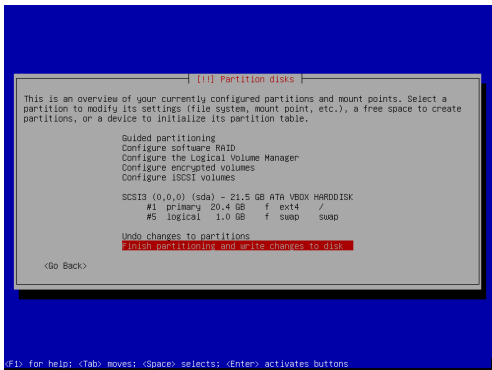 [!!] Partition disks
This is an overview of your currently configured partitions and mount points. Select a
partition to modify its settings (file system, mount point, etc.), a free space to create
partitions, or a device to initialize its partition table.
Guided partitioning
Configure software RAID
Configure the Logical Volume Manager
Configure encrypted volumes
Configure iSCSI volumes
SCSI3 (0,0,0) (sda) - 21.5 GB ATA VBOX HARDDISK
#1 primary 20.4 GB f ext4 /
#5 logical 1.0 GB f swap swap
Undo changes to partitions
Finish partitioning and write changes to disk
<Go Back>
<F1> for help; <Tab> moves; <Space> selects; <Enter> activates buttons